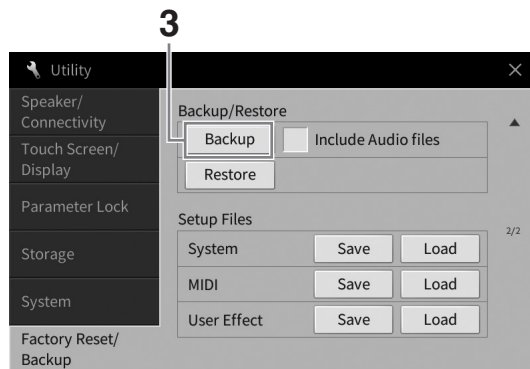 3
Utility
Speaker/
Connectivity
Touch Screen/
Display
Parameter Lock
Storage
System
Factory Reset/
Backup
Backup/Restore
Backup
Include Audio files
Restore
Setup Files
System Save Load
MIDI Save Load
User Effect Save Load
2/2